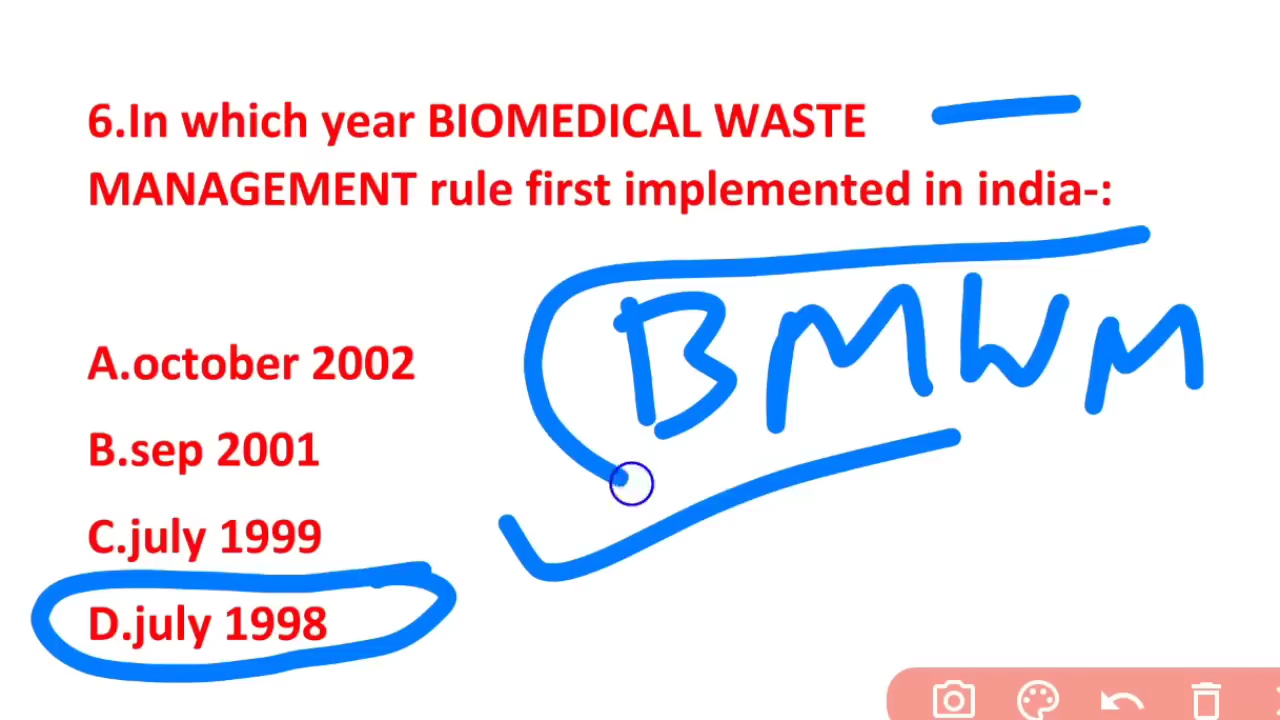 6.In which year BIOMEDICAL WASTE
MANAGEMENT rule first implemented in india-:
BMWM
A.october 2002
B.sep 2001
C.july 1999
D.july 1998